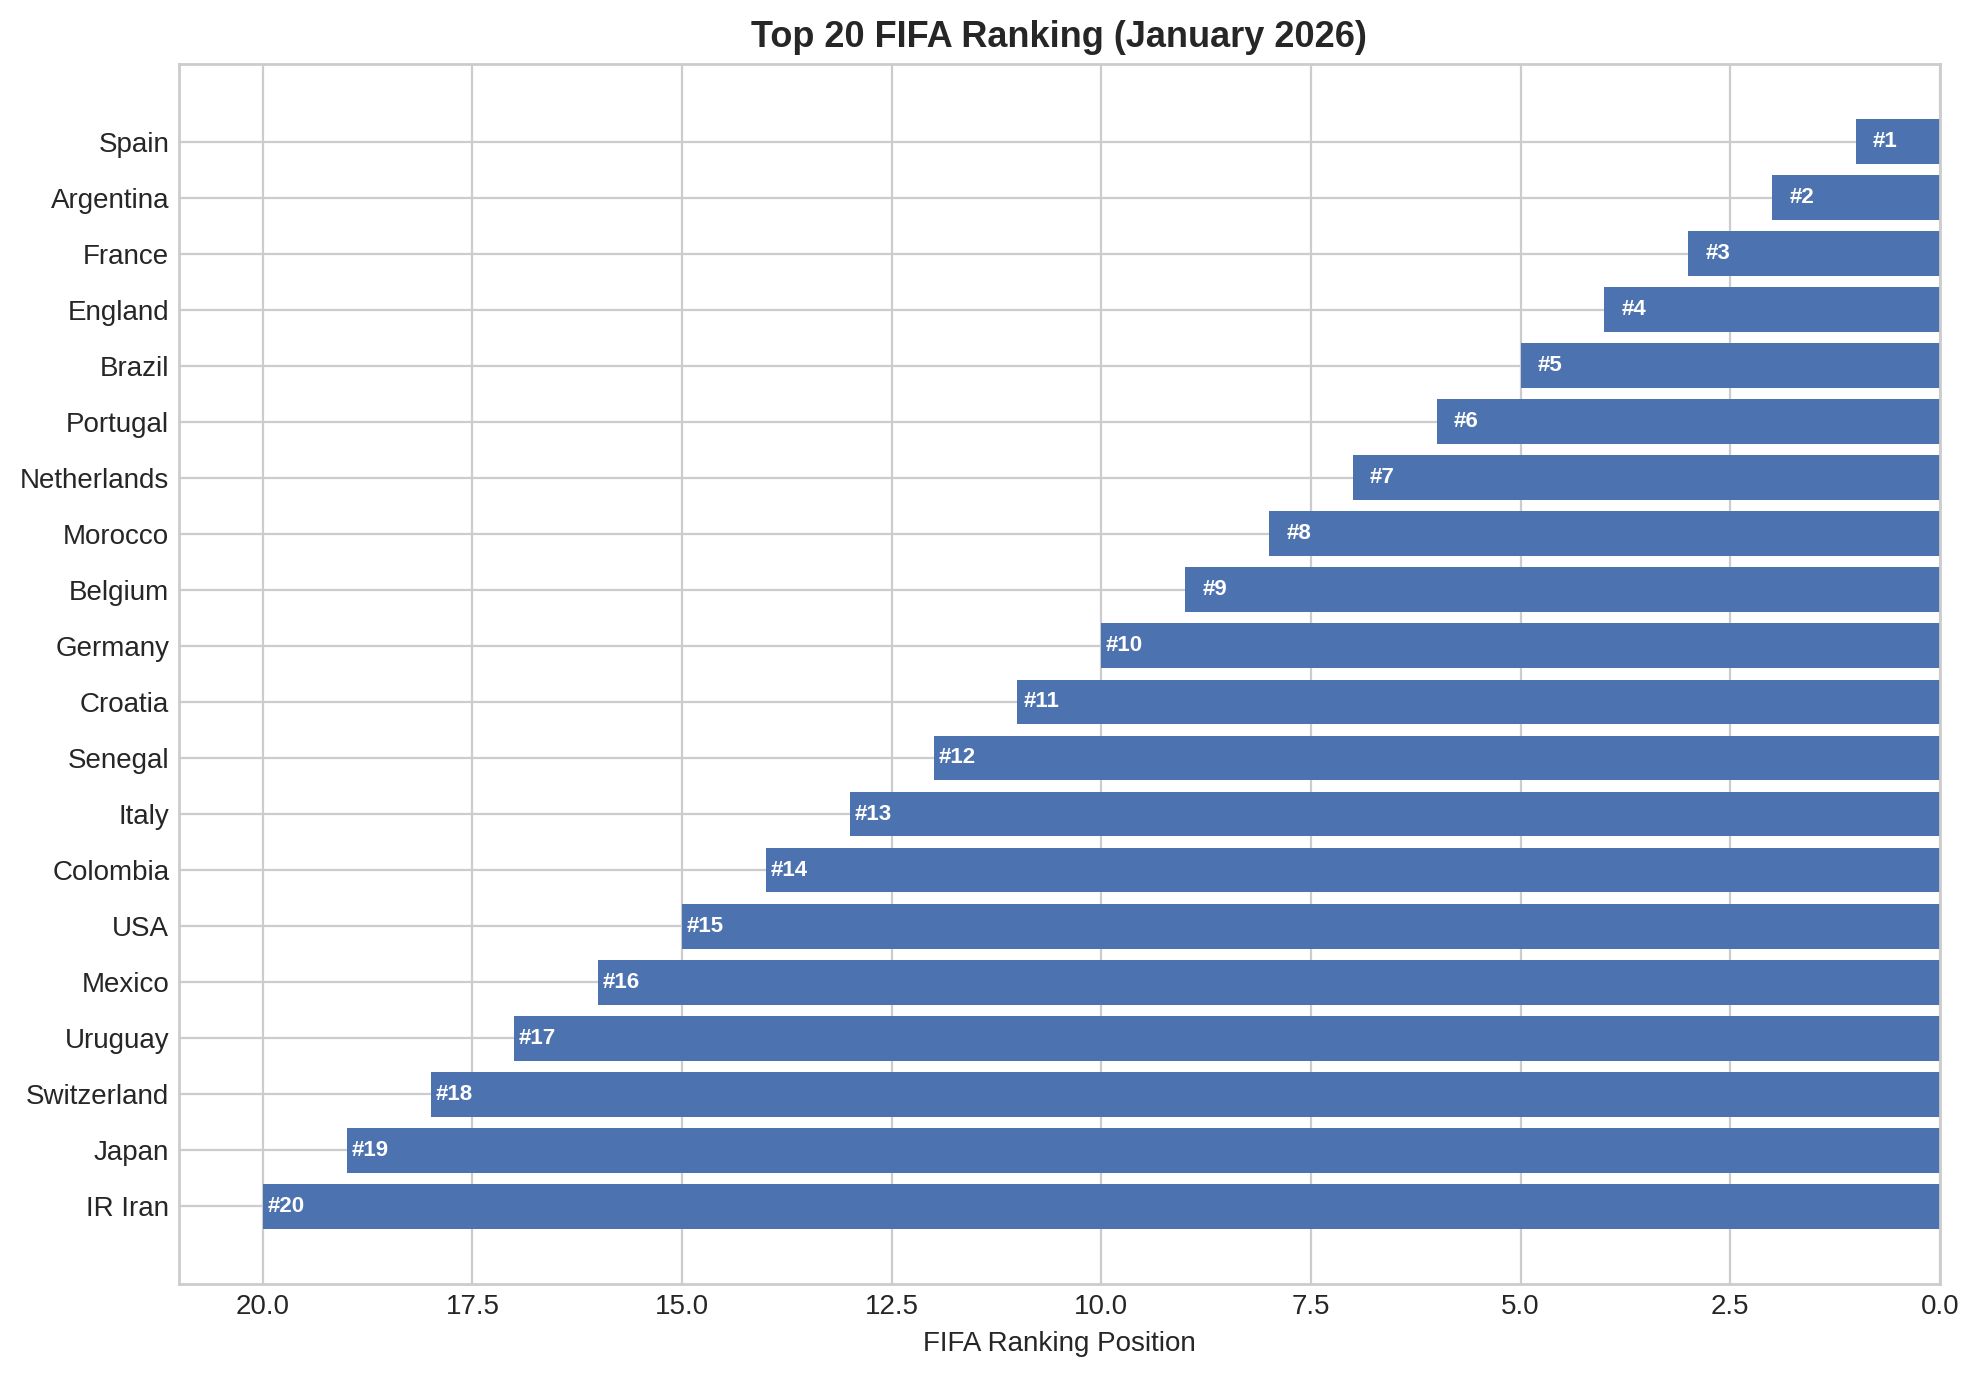 Top 20 FIFA Ranking (January 2026)
Spain #1
Argentina #2
France #3
England #4
Brazil #5
Portugal #6
Netherlands #7
Morocco #8
Belgium #9
Germany #10
Croatia #11
Senegal #12
Italy #13
Colombia #14
USA #15
Mexico #16
Uruguay #17
Switzerland #18
Japan #19
IR Iran #20
20.0 17.5 15.0 12.5 10.0 7.5 5.0 2.5 0.0
FIFA Ranking Position